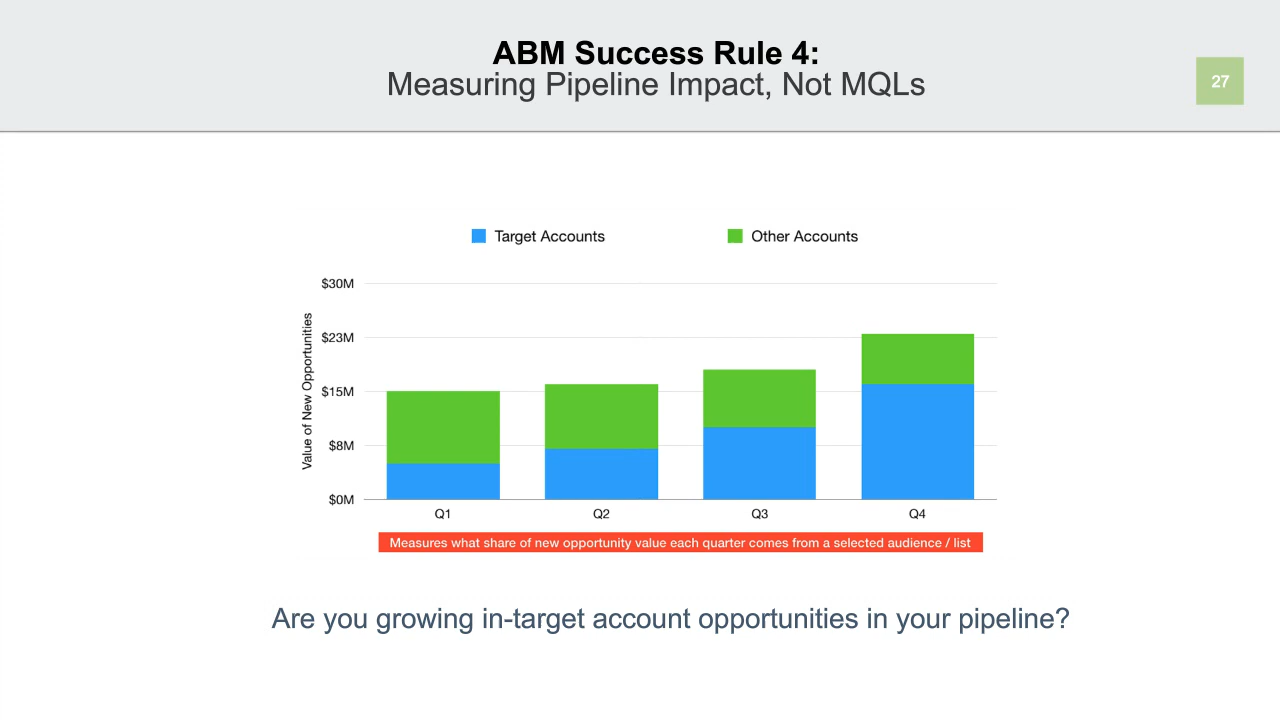 ABM Success Rule 4:
Measuring Pipeline Impact, Not MQLs
27
Target Accounts
Other Accounts
Value of New Opportunities
$30M
$23M
$15M
$8M
$0M
Q1
Q2
Q3
Q4
Measures what share of new opportunity value each quarter comes from a selected audience / list
Are you growing in-target account opportunities in your pipeline?